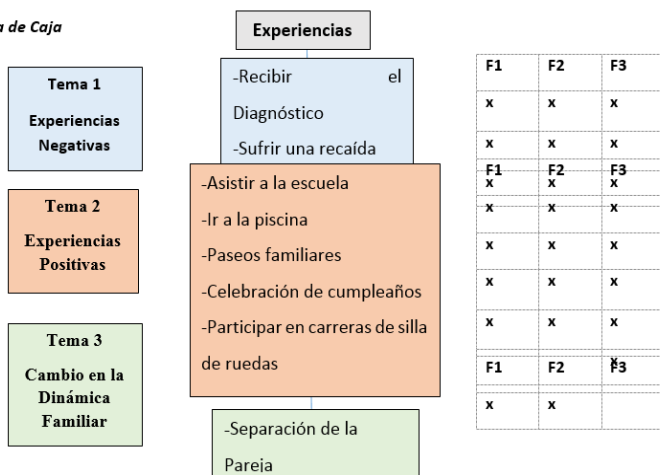 a de Caja
Experiencias
Tema 1
Experiencias
Negativas
-Recibir el
Diagnóstico
-Sufrir una recaída
Tema 2
Experiencias
Positivas
-Asistir a la escuela
-Ir a la piscina
-Paseos familiares
-Celebración de cumpleaños
-Participar en carreras de silla
de ruedas
Tema 3
Cambio en la
Dinámica
Familiar
-Separación de la
Pareja
F1 F2 F3
x x x
x x x
F1 F2 F3
x x x
x x x
x x x
x x x
x x x
x
F1 F2 F3
x x